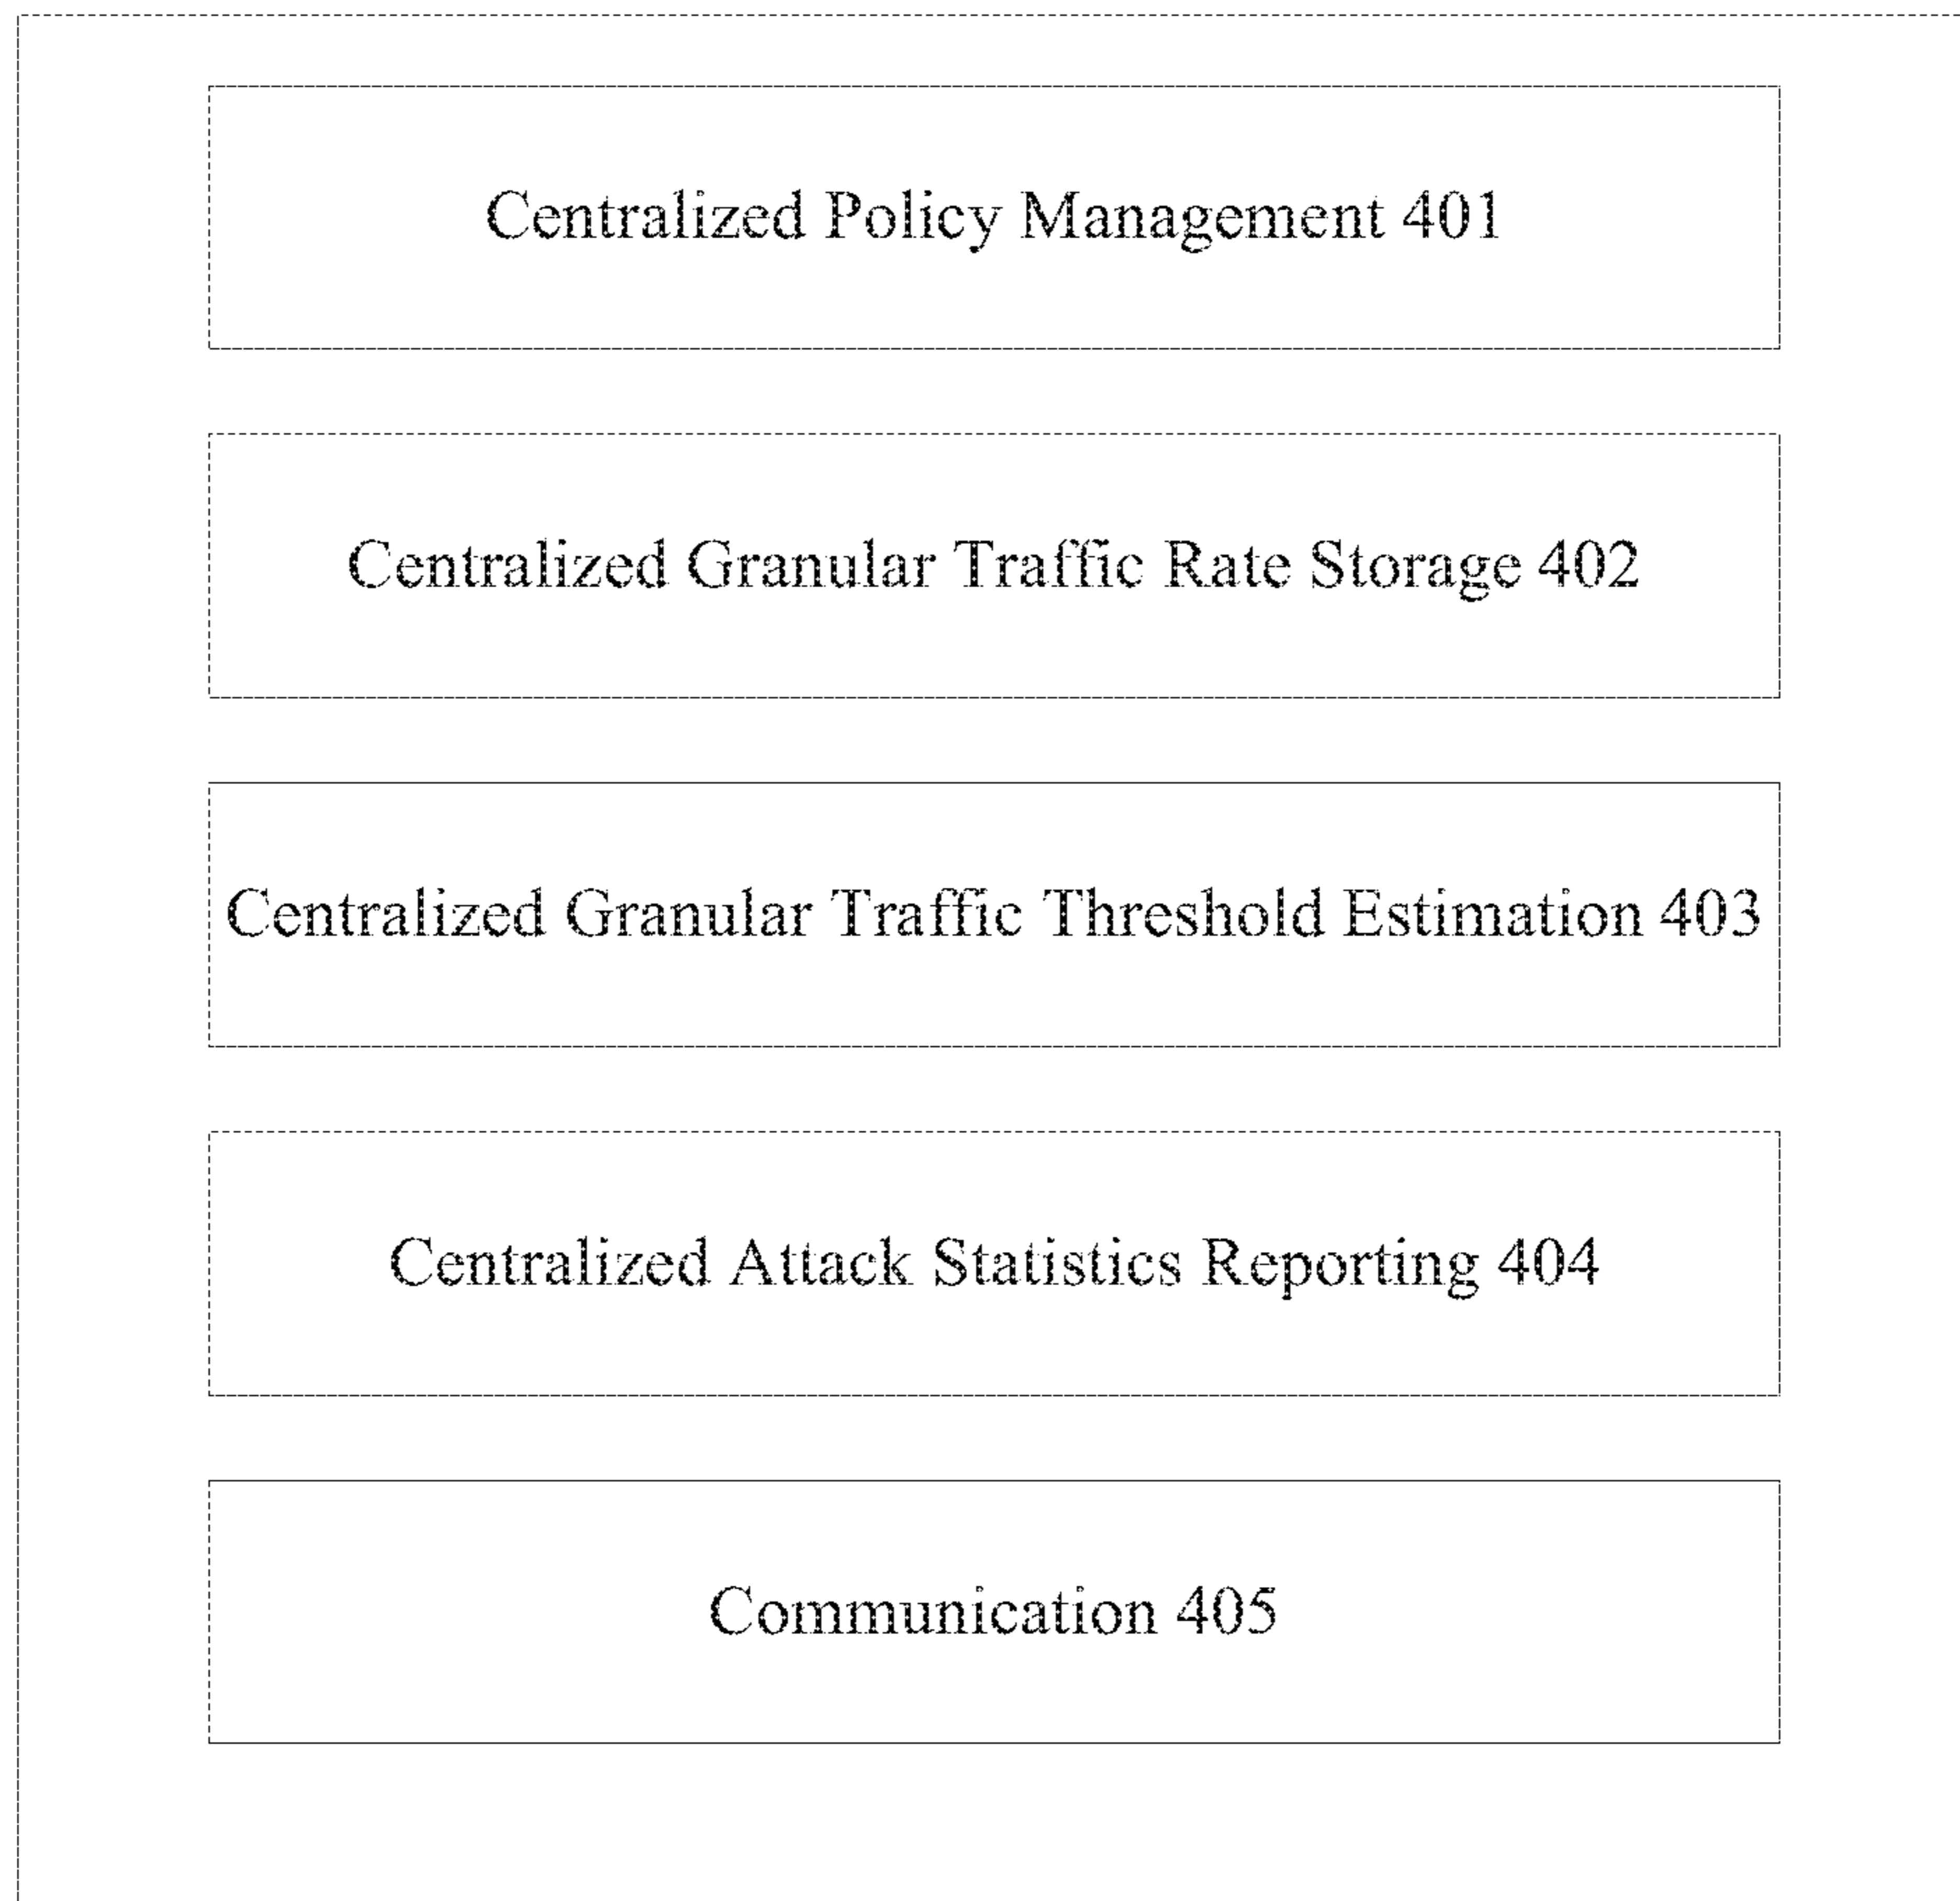 Centralized Policy Management 401
Centralized Granular Traffic Rate Storage 402
Centralized Granular Traffic Threshold Estimation 403
Centralized Attack Statistics Reporting 404
Communication 405